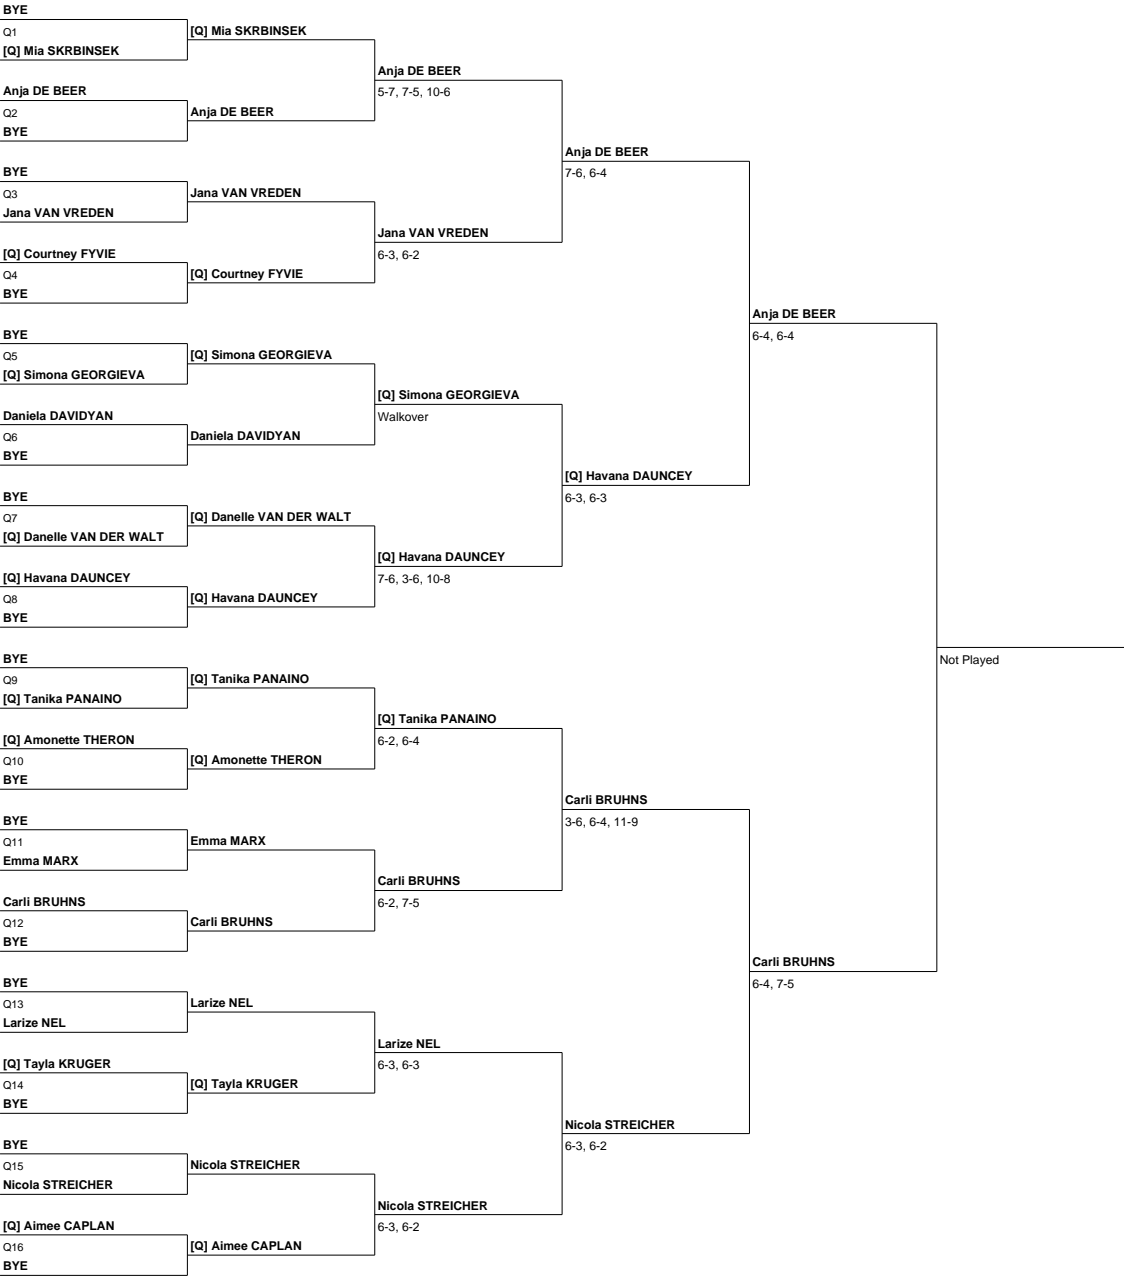 BYE
Q1
[Q] Mia SKRBINSEK
[Q] Mia SKRBINSEK
Anja DE BEER
5-7, 7-5, 10-6
Anja DE BEER
Q2
BYE
Anja DE BEER
Anja DE BEER
7-6, 6-4
BYE
Q3
Jana VAN VREDEN
Jana VAN VREDEN
Jana VAN VREDEN
6-3, 6-2
[Q] Courtney FYVIE
Q4
BYE
[Q] Courtney FYVIE
Anja DE BEER
6-4, 6-4
BYE
Q5
[Q] Simona GEORGIEVA
[Q] Simona GEORGIEVA
[Q] Simona GEORGIEVA
Walkover
Daniela DAVIDYAN
Q6
BYE
Daniela DAVIDYAN
[Q] Havana DAUNCEY
6-3, 6-3
BYE
Q7
[Q] Danelle VAN DER WALT
[Q] Danelle VAN DER WALT
[Q] Havana DAUNCEY
7-6, 3-6, 10-8
[Q] Havana DAUNCEY
Q8
BYE
[Q] Havana DAUNCEY
Not Played
BYE
Q9
[Q] Tanika PANAINO
[Q] Tanika PANAINO
[Q] Tanika PANAINO
6-2, 6-4
[Q] Amonette THERON
Q10
BYE
[Q] Amonette THERON
Carli BRUHNS
3-6, 6-4, 11-9
BYE
Q11
Emma MARX
Emma MARX
Carli BRUHNS
6-2, 7-5
Carli BRUHNS
Q12
BYE
Carli BRUHNS
Carli BRUHNS
6-4, 7-5
BYE
Q13
Larize NEL
Larize NEL
Larize NEL
6-3, 6-3
[Q] Tayla KRUGER
Q14
BYE
[Q] Tayla KRUGER
Nicola STREICHER
6-3, 6-2
BYE
Q15
Nicola STREICHER
Nicola STREICHER
Nicola STREICHER
6-3, 6-2
[Q] Aimee CAPLAN
Q16
BYE
[Q] Aimee CAPLAN